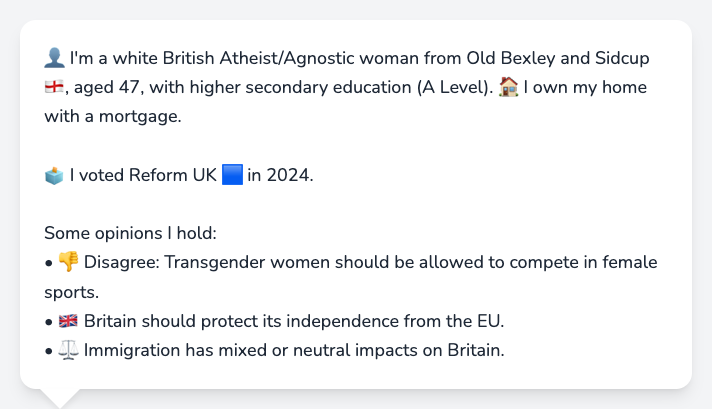 👤 I'm a white British Atheist/Agnostic woman from Old Bexley and Sidcup
🏴󠁧󠁢󠁥󠁮󠁧󠁿, aged 47, with higher secondary education (A Level). 🏠 I own my home
with a mortgage.
🗳️ I voted Reform UK 🟦 in 2024.
Some opinions I hold:
• 👎 Disagree: Transgender women should be allowed to compete in female
sports.
• 🇬🇧 Britain should protect its independence from the EU.
• ⚖️ Immigration has mixed or neutral impacts on Britain.